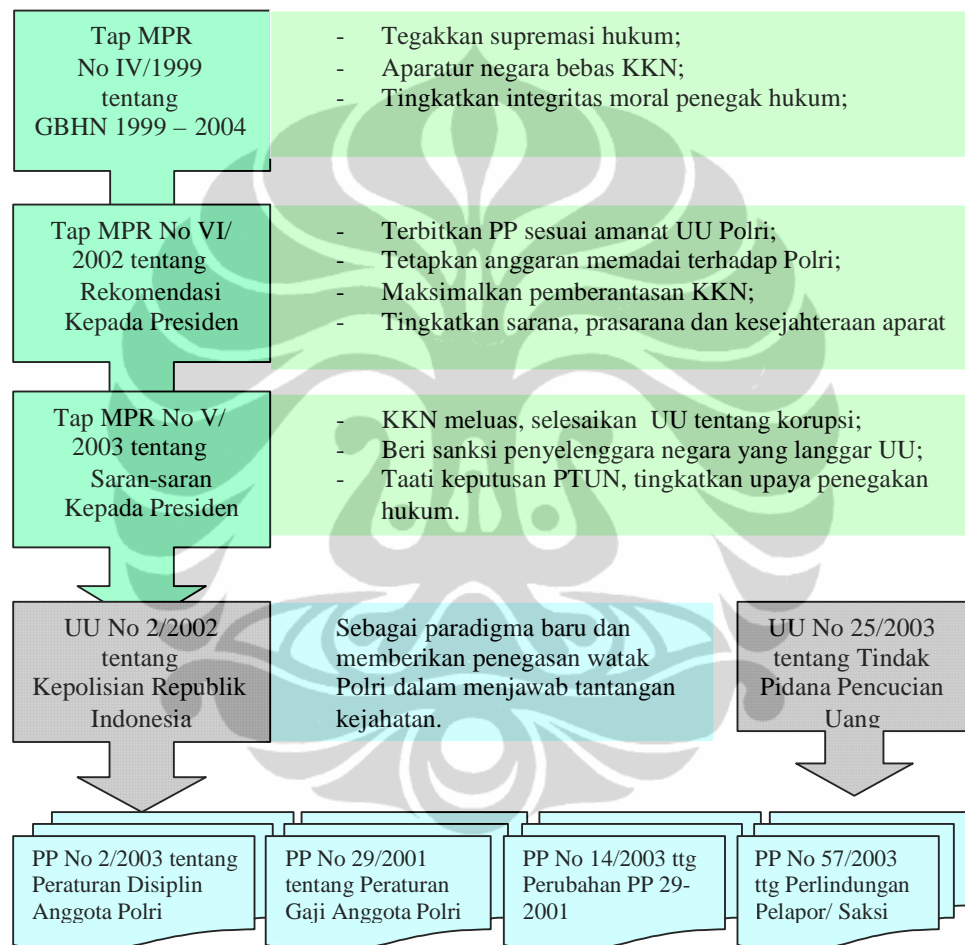 Tap MPR
No IV/1999
tentang
GBHN 1999 – 2004
- Tegakkan supremasi hukum;
- Aparatur negara bebas KKN;
- Tingkatkan integritas moral penegak hukum;
Tap MPR No VI/
2002 tentang
Rekomendasi
Kepada Presiden
- Terbitkan PP sesuai amanat UU Polri;
- Tetapkan anggaran memadai terhadap Polri;
- Maksimalkan pemberantasan KKN;
- Tingkatkan sarana, prasarana dan kesejahteraan aparat
Tap MPR No V/
2003 tentang
Saran-saran
Kepada Presiden
- KKN meluas, selesaikan UU tentang korupsi;
- Beri sanksi penyelenggara negara yang langgar UU;
- Taati keputusan PTUN, tingkatkan upaya penegakan
hukum.
UU No 2/2002
tentang
Kepolisian Republik
Indonesia
Sebagai paradigma baru dan
memberikan penegasan watak
Polri dalam menjawab tantangan
kejahatan.
UU No 25/2003
tentang Tindak
Pidana Pencucian
Uang
PP No 2/2003 tentang
Peraturan Disiplin
Anggota Polri
PP No 29/2001
tentang Peraturan
Gaji Anggota Polri
PP No 14/2003 ttg
Perubahan PP 29-
2001
PP No 57/2003
ttg Perlindungan
Pelapor/ Saksi